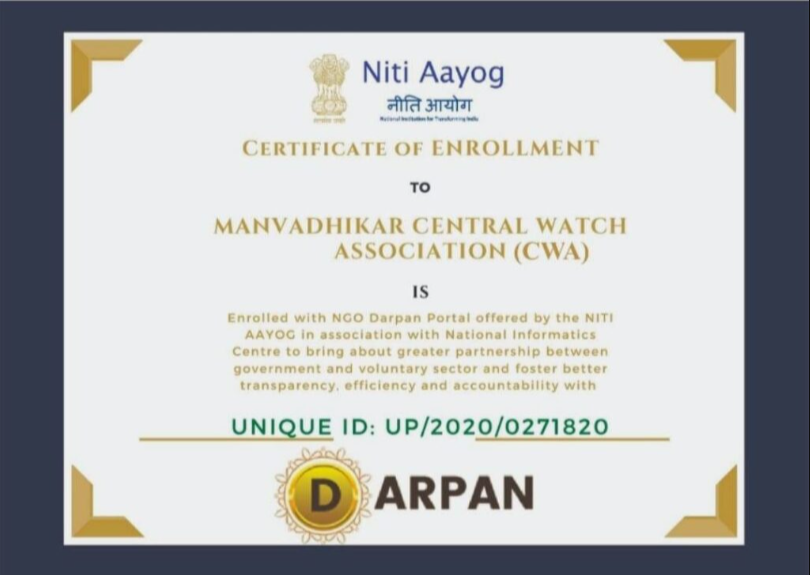 Niti Aayog
नीति आयोग
National Institution for Transforming India
CERTIFICATE OF ENROLLMENT
TO
MANVADHIKAR CENTRAL WATCH
ASSOCIATION (CWA)
IS
Enrolled with NGO Darpan Portal offered by the NITI
AAYOG in association with National Informatics
Centre to bring about greater partnership between
government and voluntary sector and foster better
transparency, efficiency and accountability with
UNIQUE ID: UP/2020/0271820
DARPAN